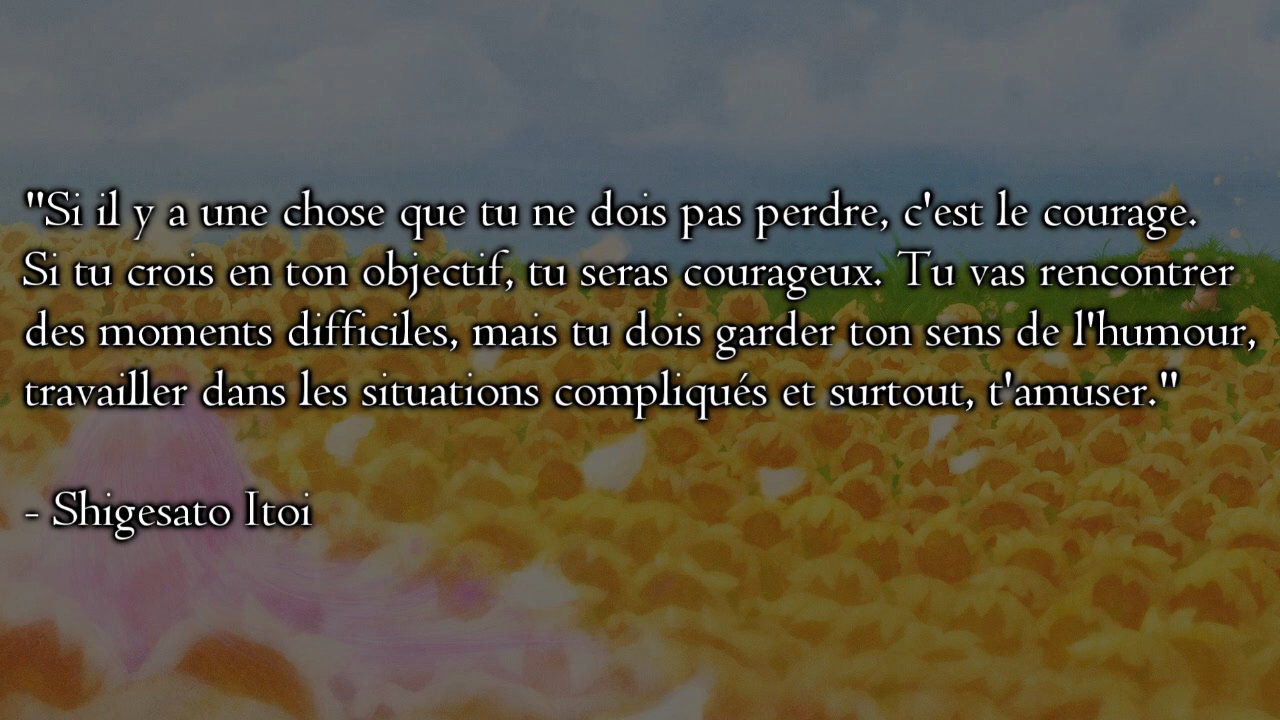 "Si il y a une chose que tu ne dois pas perdre, c'est le courage.
Si tu crois en ton objectif, tu seras courageux. Tu vas rencontrer
des moments difficiles, mais tu dois garder ton sens de l'humour,
travailler dans les situations compliqués et surtout, t'amuser."
- Shigesato Itoi